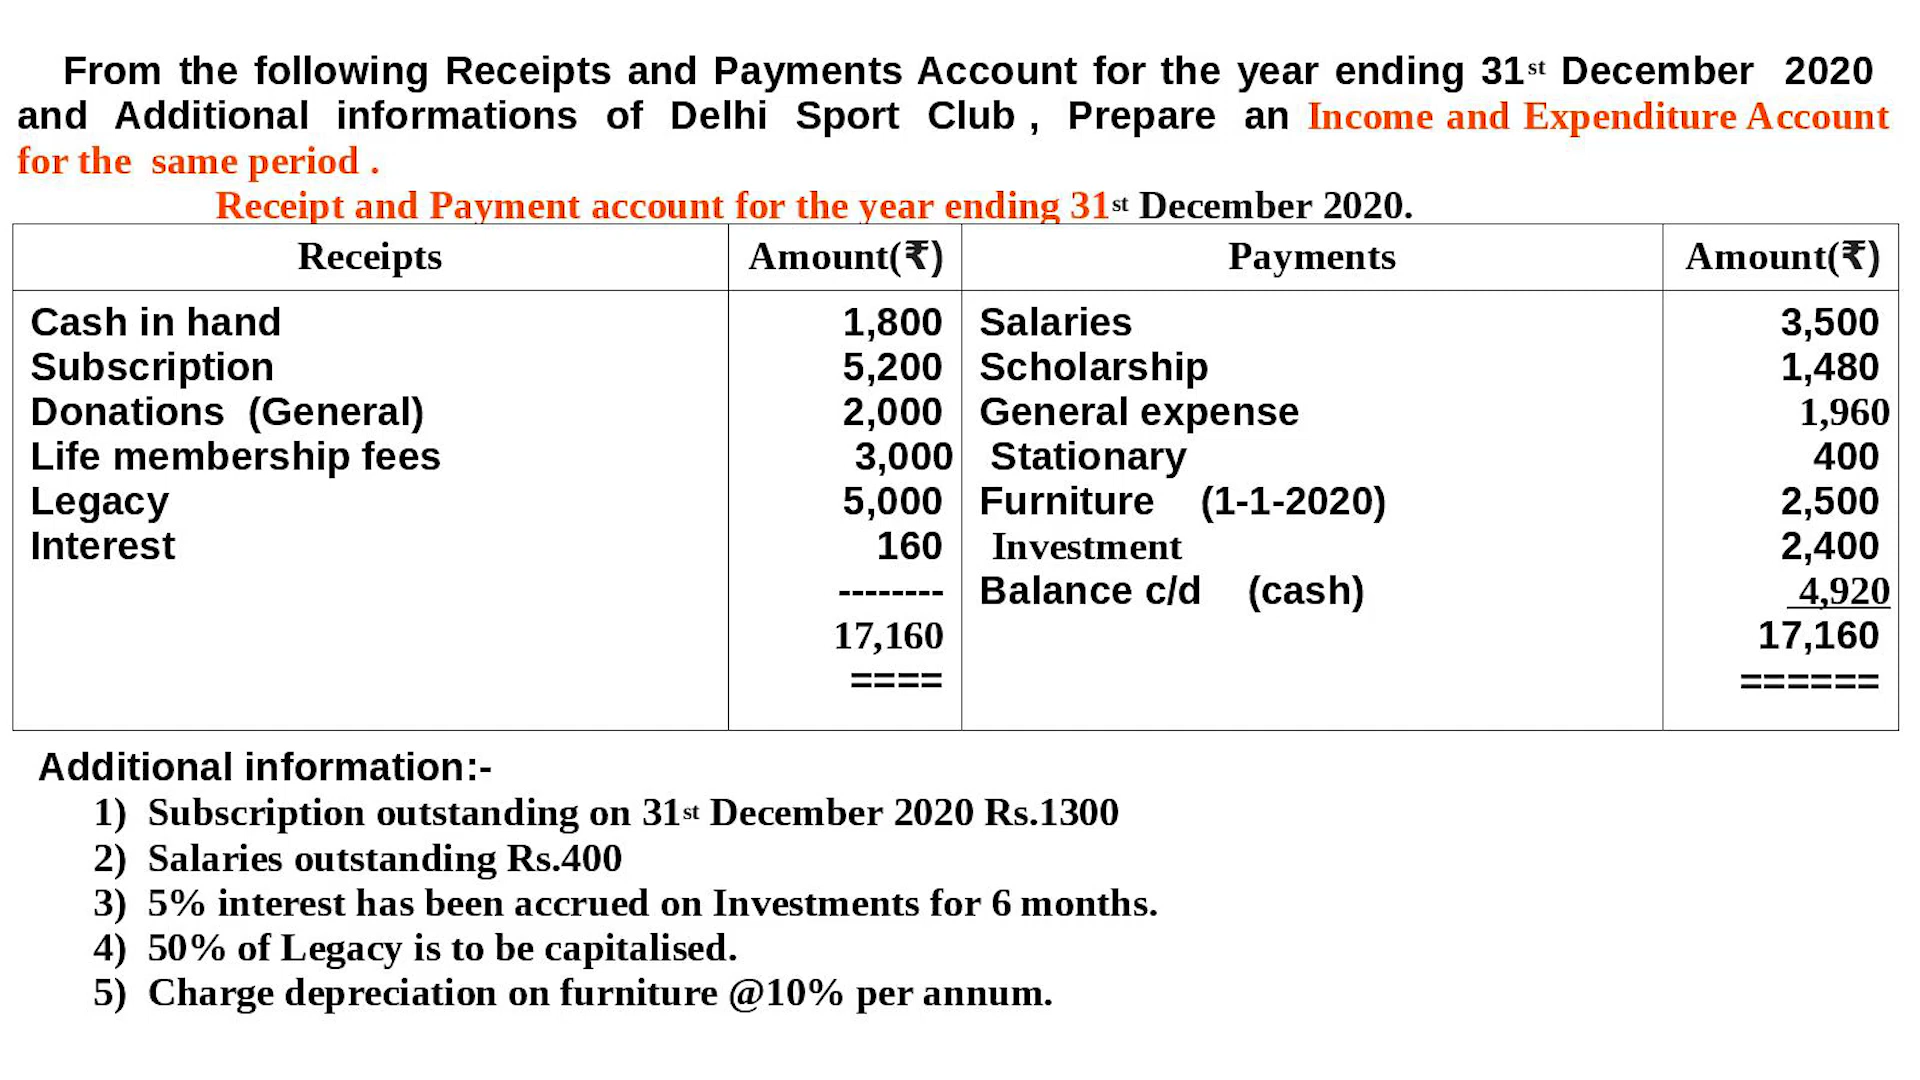 From the following Receipts and Payments Account for the year ending 31st December 2020
and Additional informations of Delhi Sport Club , Prepare an Income and Expenditure Account
for the same period .
Receipt and Payment account for the year ending 31st December 2020.
Receipts Amount(₹) Payments Amount(₹)
Cash in hand 1,800 Salaries 3,500
Subscription 5,200 Scholarship 1,480
Donations (General) 2,000 General expense 1,960
Life membership fees 3,000 Stationary 400
Legacy 5,000 Furniture (1-1-2020) 2,500
Interest 160 Investment 2,400
-------- Balance c/d (cash) 4,920
17,160 17,160
==== ======
Additional information:-
1) Subscription outstanding on 31st December 2020 Rs.1300
2) Salaries outstanding Rs.400
3) 5% interest has been accrued on Investments for 6 months.
4) 50% of Legacy is to be capitalised.
5) Charge depreciation on furniture @10% per annum.